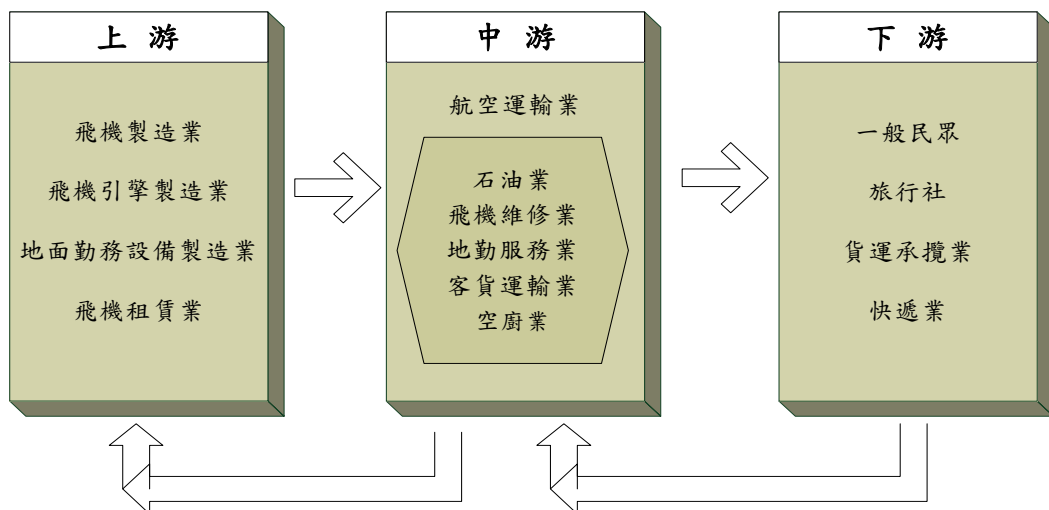 上游
飛機製造業
飛機引擎製造業
地面勤務設備製造業
飛機租賃業
中游
航空運輸業
石油業
飛機維修業
地勤服務業
客貨運輸業
空廚業
下游
一般民眾
旅行社
貨運承攬業
快遞業